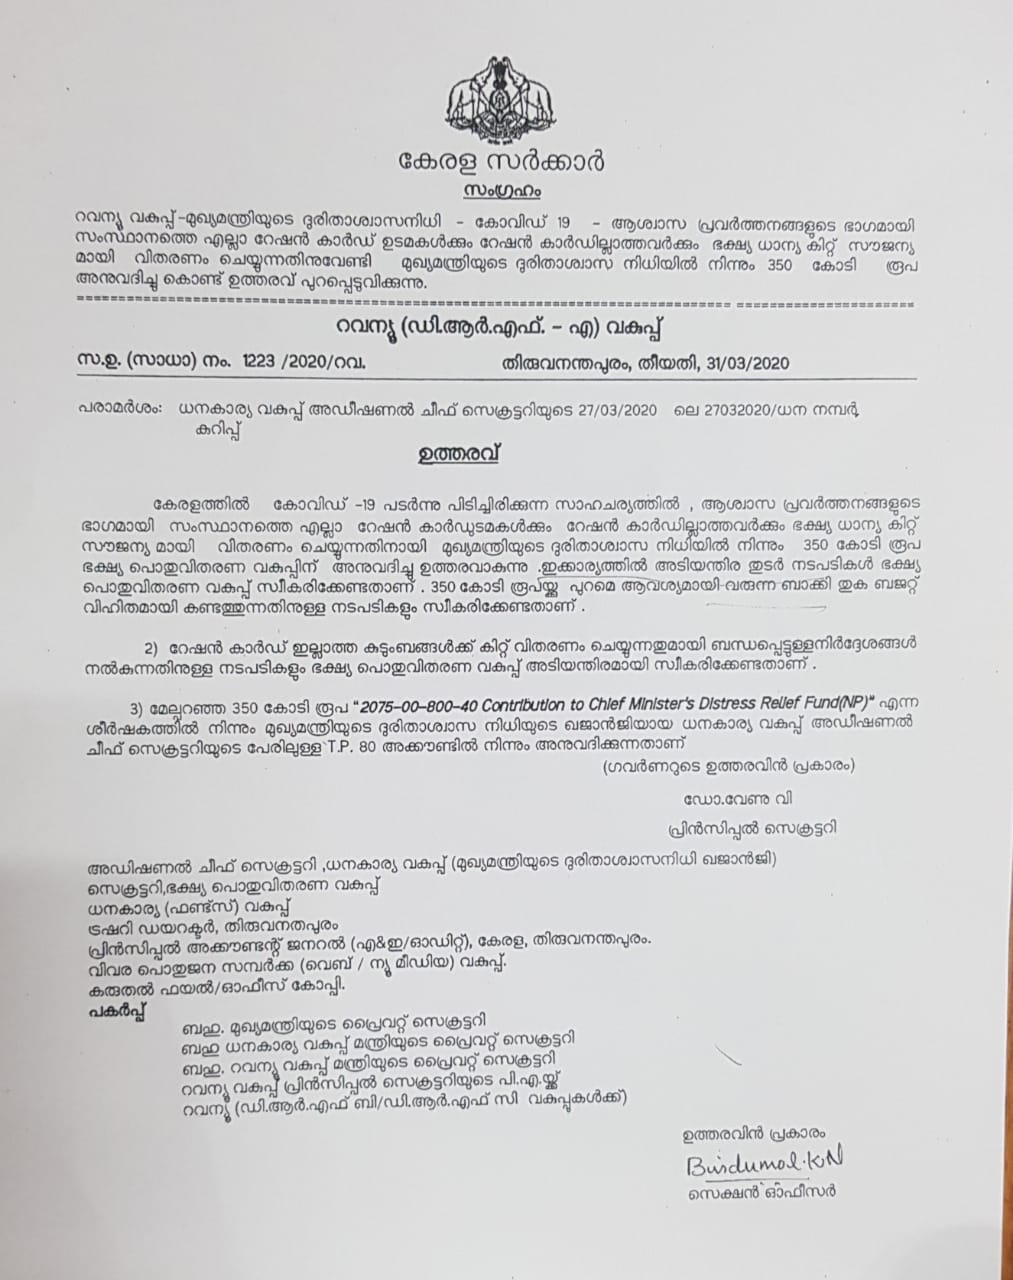 കേരള സർക്കാർ
സംഗ്രഹം
റവന്യൂ വകുപ്പ് -മുഖ്യമന്ത്രിയുടെ ദുരിതാശ്വാസനിധി - കോവിഡ് 19 - ആശ്വാസ പ്രവർത്തനങ്ങളുടെ ഭാഗമായി
സംസ്ഥാനത്തെ എല്ലാ റേഷൻ കാർഡ് ഉടമകൾക്കും റേഷൻ കാർഡില്ലാത്തവർക്കും ഭക്ഷ്യ ധാന്യ കിറ്റ് സൗജന്യ
മായി വിതരണം ചെയ്യുന്നതിനുവേണ്ടി മുഖ്യമന്ത്രിയുടെ ദുരിതാശ്വാസ നിധിയിൽ നിന്നും 350 കോടി രൂപ
അനുവദിച്ചു കൊണ്ട് ഉത്തരവ് പുറപ്പെടുവിക്കുന്നു.
റവന്യൂ (ഡി.ആർ.എഫ്. - എ) വകുപ്പ്
സ.ഉ. (സാധാ) നം. 1223 /2020/റവ. തിരുവനന്തപുരം, തീയതി, 31/03/2020
പരാമർശം: ധനകാര്യ വകുപ്പ് അഡീഷണൽ ചീഫ് സെക്രട്ടറിയുടെ 27/03/2020 ലെ 27032020/ധന നമ്പർ
കുറിപ്പ്
ഉത്തരവ്
കേരളത്തിൽ കോവിഡ് -19 പടർന്നു പിടിച്ചിരിക്കുന്ന സാഹചര്യത്തിൽ , ആശ്വാസ പ്രവർത്തനങ്ങളുടെ
ഭാഗമായി സംസ്ഥാനത്തെ എല്ലാ റേഷൻ കാർഡുടമകൾക്കും റേഷൻ കാർഡില്ലാത്തവർക്കും ഭക്ഷ്യ ധാന്യ കിറ്റ്
സൗജന്യ മായി വിതരണം ചെയ്യുന്നതിനായി മുഖ്യമന്ത്രിയുടെ ദുരിതാശ്വാസ നിധിയിൽ നിന്നും 350 കോടി രൂപ
ഭക്ഷ്യ പൊതുവിതരണ വകുപ്പിന് അനുവദിച്ചു ഉത്തരവാകുന്നു .ഇക്കാര്യത്തിൽ അടിയന്തിര തുടർ നടപടികൾ ഭക്ഷ്യ
പൊതുവിതരണ വകുപ്പ് സ്വീകരിക്കേണ്ടതാണ് . 350 കോടി രൂപയ്ക്കു പുറമെ ആവശ്യമായി-വരുന്ന ബാക്കി തുക ബജറ്റ്
വിഹിതമായി കണ്ടത്തുന്നതിനുള്ള നടപടികളും സ്വീകരിക്കേണ്ടതാണ് .
2) റേഷൻ കാർഡ് ഇല്ലാത്ത കുടുംബങ്ങൾക്ക് കിറ്റ് വിതരണം ചെയ്യുന്നതുമായി ബന്ധപ്പെട്ടുള്ളനിർദ്ദേശങ്ങൾ
നൽകുന്നതിനുള്ള നടപടികളും ഭക്ഷ്യ പൊതുവിതരണ വകുപ്പ് അടിയന്തിരമായി സ്വീകരിക്കേണ്ടതാണ് .
3) മേല്പറഞ്ഞ 350 കോടി രൂപ "2075-00-800-40 Contribution to Chief Minister's Distress Relief Fund(NP)" എന്ന
ശീർഷകത്തിൽ നിന്നും മുഖ്യമന്ത്രിയുടെ ദുരിതാശ്വാസ നിധിയുടെ ഖജാൻജിയായ ധനകാര്യ വകുപ്പ് അഡീഷണൽ
ചീഫ് സെക്രട്ടറിയുടെ പേരിലുള്ള T.P. 80 അക്കൗണ്ടിൽ നിന്നും അനുവദിക്കുന്നതാണ്
(ഗവർണറുടെ ഉത്തരവിൻ പ്രകാരം)
ഡോ.വേണു വി
പ്രിൻസിപ്പൽ സെക്രട്ടറി
അഡിഷണൽ ചീഫ് സെക്രട്ടറി ,ധനകാര്യ വകുപ്പ് (മുഖ്യമന്ത്രിയുടെ ദുരിതാശ്വാസനിധി ഖജാൻജി)
സെക്രട്ടറി,ഭക്ഷ്യ പൊതുവിതരണ വകുപ്പ്
ധനകാര്യ (ഫണ്ട്സ്) വകുപ്പ്
ട്രഷറി ഡയറക്ടർ, തിരുവനതപുരം
പ്രിൻസിപ്പൽ അക്കൗണ്ടന്റ് ജനറൽ (എ&ഇ/ഓഡിറ്റ്), കേരള, തിരുവനന്തപുരം.
വിവര പൊതുജന സമ്പർക്ക (വെബ് / ന്യൂ മീഡിയ) വകുപ്പ്.
കരുതൽ ഫയൽ/ഓഫീസ് കോപ്പി.
പകർപ്പ്
ബഹു. മുഖ്യമന്ത്രിയുടെ പ്രൈവറ്റ് സെക്രട്ടറി
ബഹു ധനകാര്യ വകുപ്പ് മന്ത്രിയുടെ പ്രൈവറ്റ് സെക്രട്ടറി
ബഹു. റവന്യൂ വകുപ്പ് മന്ത്രിയുടെ പ്രൈവറ്റ് സെക്രട്ടറി
റവന്യൂ വകുപ്പ് പ്രിൻസിപ്പൽ സെക്രട്ടറിയുടെ പി.എ.യ്ക്ക്
റവന്യൂ (ഡി.ആർ.എഫ് ബി/ഡി.ആർ.എഫ് സി വകുപ്പുകൾക്ക്)
ഉത്തരവിൻ പ്രകാരം
Bindumol.K.N
സെക്ഷൻ ഓഫീസർ